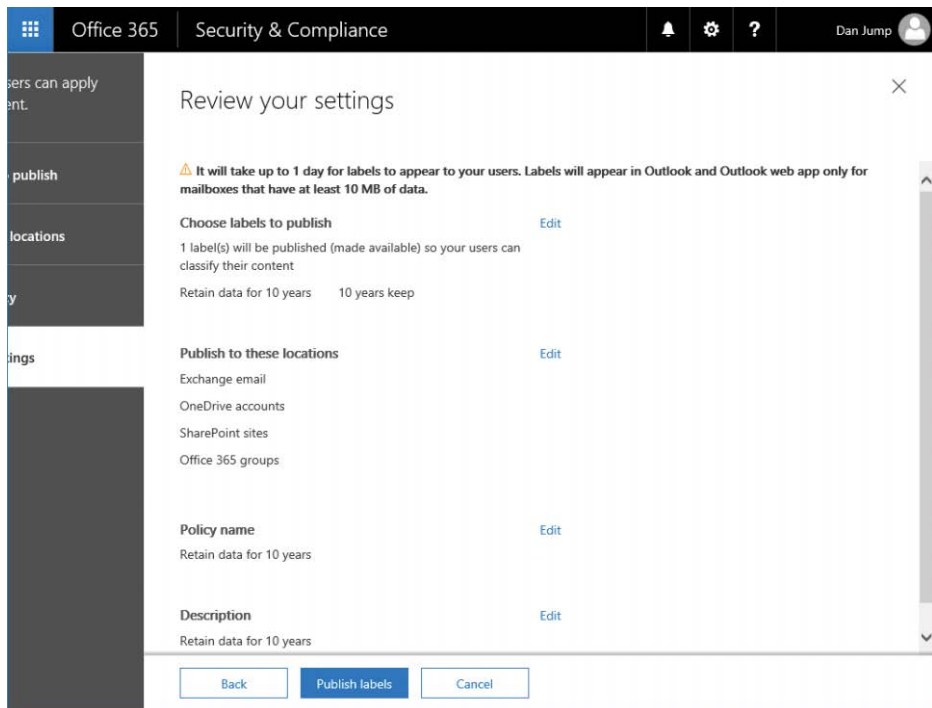 Office 365 Security & Compliance ? Dan Jump
sers can apply
ent.
publish
locations
y
tings
Review your settings
It will take up to 1 day for labels to appear to your users. Labels will appear in Outlook and Outlook web app only for
mailboxes that have at least 10 MB of data.
Choose labels to publish Edit
1 label(s) will be published (made available) so your users can
classify their content
Retain data for 10 years 10 years keep
Publish to these locations Edit
Exchange email
OneDrive accounts
SharePoint sites
Office 365 groups
Policy name Edit
Retain data for 10 years
Description Edit
Retain data for 10 years
Back Publish labels Cancel